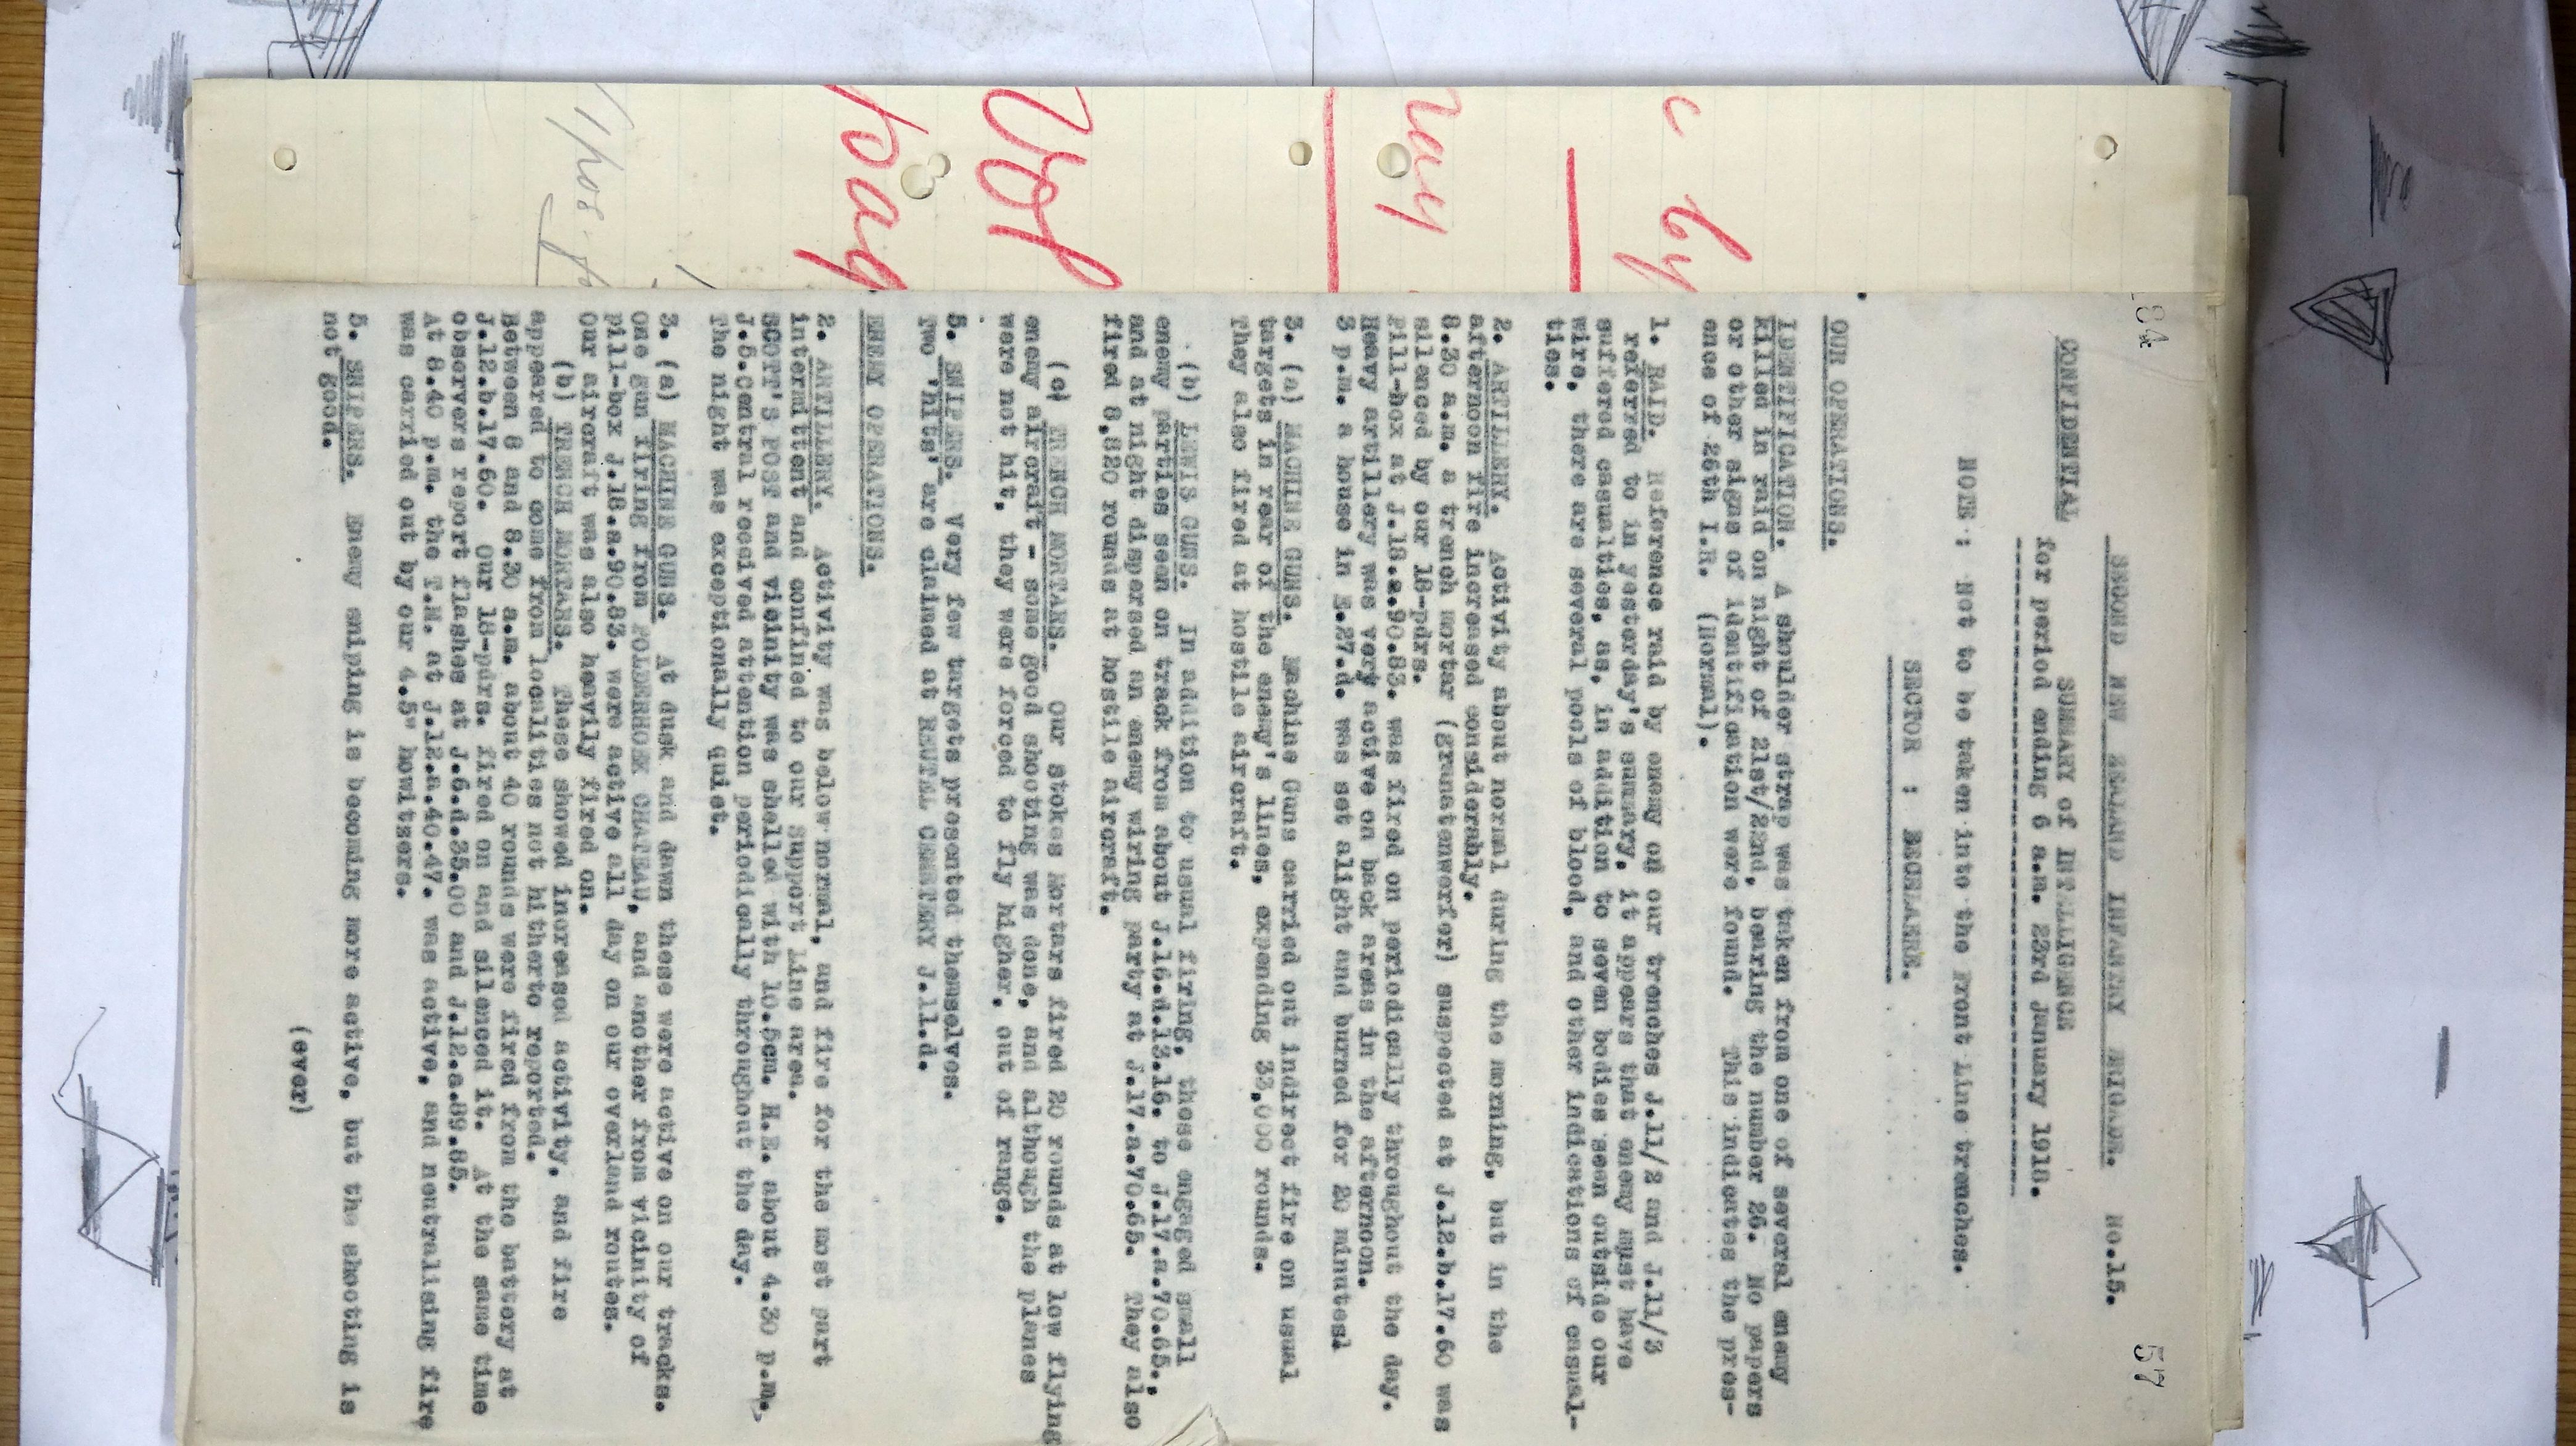 184
57
SECOND NEW ZEALAND INFANTRY BRIGADE. No.15.
CONFIDENTIAL
SUMMARY of INTELLIGENCE
for period ending 6 a.m. 23rd January 1918.
NOTE : Not to be taken into the Front Line trenches.
SECTOR : BECELAERE.
OUR OPERATIONS.
IDENTIFICATION. A shoulder strap was taken from one of several enemy
killed in raid on night of 21st/22nd, bearing the number 26. No papers
or other signs of identification were found. This indicates the pres-
ence of 26th I.R. (Normal).
1. RAID. Reference raid by enemy on our trenches J.11/2 and J.11/3
referred to in yesterday's summary, it appears that enemy must have
suffered casualties, as, in addition to seven bodies seen outside our
wire, there are several pools of blood, and other indications of casual-
ties.
2. ARTILLERY. Activity about normal during the morning, but in the
afternoon fire increased considerably.
8.30 a.m. a trench mortar (granatenwerfer) suspected at J.12.b.17.60 was
silenced by our 18-pdrs.
Pill-box at J.18.a.90.83. was fired on periodically throughout the day.
Heavy artillery was very active on back areas in the afternoon.
3 p.m. a house in E.27.d. was set alight and burned for 20 minutes.
3. (a) MACHINE GUNS. Machine Guns carried out indirect fire on usual
targets in rear of the enemy's lines, expending 32,000 rounds.
They also fired at hostile aircraft.
(b) LEWIS GUNS. In addition to usual firing, these engaged small
enemy parties seen on track from about J.16.d.13.16. to J.17.a.70.65.,
and at night dispersed an enemy wiring party at J.17.a.70.65. They also
fired 8,820 rounds at hostile aircraft.
(c) TRENCH MORTARS. Our Stokes Mortars fired 20 rounds at low flying
enemy aircraft - some good shooting was done, and although the planes
were not hit, they were forced to fly higher, out of range.
5. SNIPERS. Very few targets presented themselves.
Two 'hits' are claimed at REUTEL CEMETERY J.11.d.
ENEMY OPERATIONS.
2. ARTILLERY. Activity was below normal, and fire for the most part
intermittent and confined to our Support Line area.
SCOTT'S POST and vicinity was shelled with 10.5cm. H.E. about 4.30 p.m.
J.5.central received attention periodically throughout the day.
The night was exceptionally quiet.
3. (a) MACHINE GUNS. At dusk and dawn these were active on our tracks.
One gun firing from POLDERHOEK CHATEAU, and another from vicinity of
pill-box J.18.a.90.83. were active all day on our overland routes.
Our aircraft was also heavily fired on.
(b) TRENCH MORTARS. These showed increased activity, and fire
appeared to come from localities not hitherto reported.
Between 8 and 8.30 a.m. about 40 rounds were fired from the battery at
J.12.b.17.60. Our 18-pdrs. fired on and silenced it. At the same time
observers report flashes at J.6.d.35.00 and J.12.a.89.85.
At 8.40 p.m. the T.M. at J.12.a.40.47. was active, and neutralising fire
was carried out by our 4.5" howitzers.
5. SNIPERS. Enemy sniping is becoming more active, but the shooting is
not good.
(over)